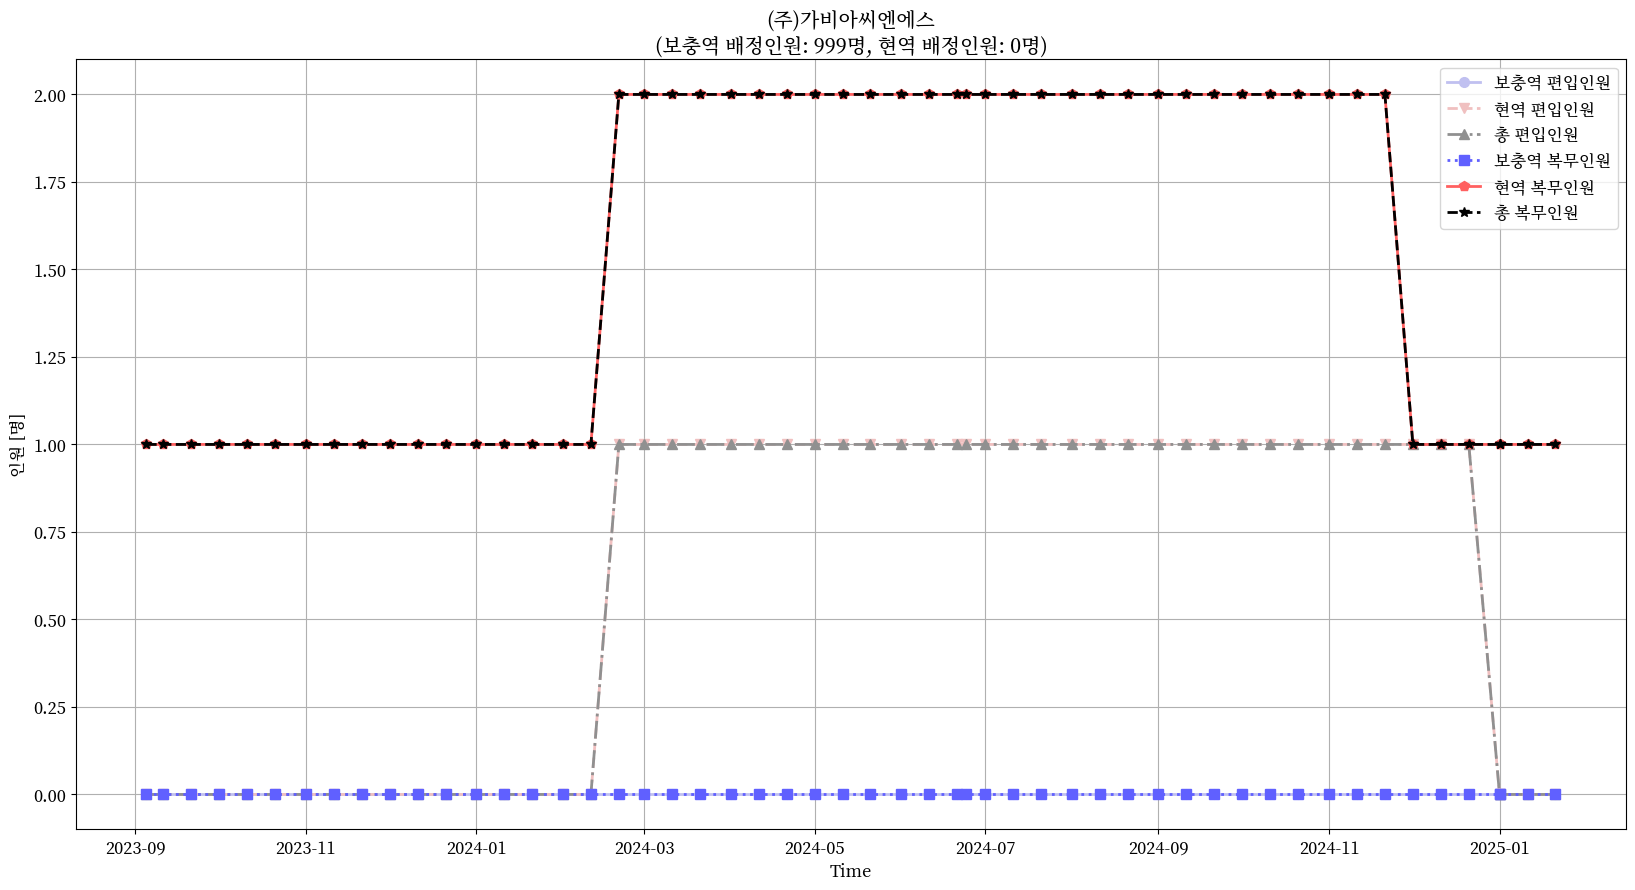 (주)가비아씨엔에스
(보충역 배정인원: 999명, 현역 배정인원: 0명)
보충역 편입인원
현역 편입인원
총 편입인원
보충역 복무인원
현역 복무인원
총 복무인원
2.00
1.75
1.50
1.25
1.00
0.75
0.50
0.25
0.00
인원 [명]
2023-09 2023-11 2024-01 2024-03 2024-05 2024-07 2024-09 2024-11 2025-01
Time